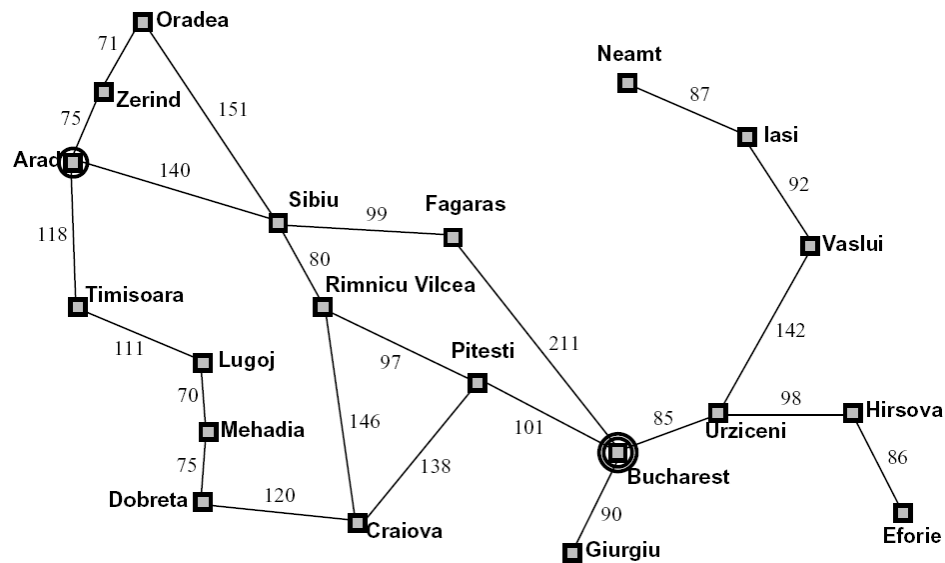 Oradea
71
Neamt
Zerind
87
75
151
Iasi
Arad
140
92
Sibiu
Fagaras
99
118
Vaslui
80
Timisoara
Rimnicu Vilcea
111
142
Lugoj
97
Pitesti
211
70
98
Hirsova
Mehadia
146
101
85
Urziceni
75
138
86
Bucharest
Dobreta
120
90
Craiova
Eforie
Giurgiu